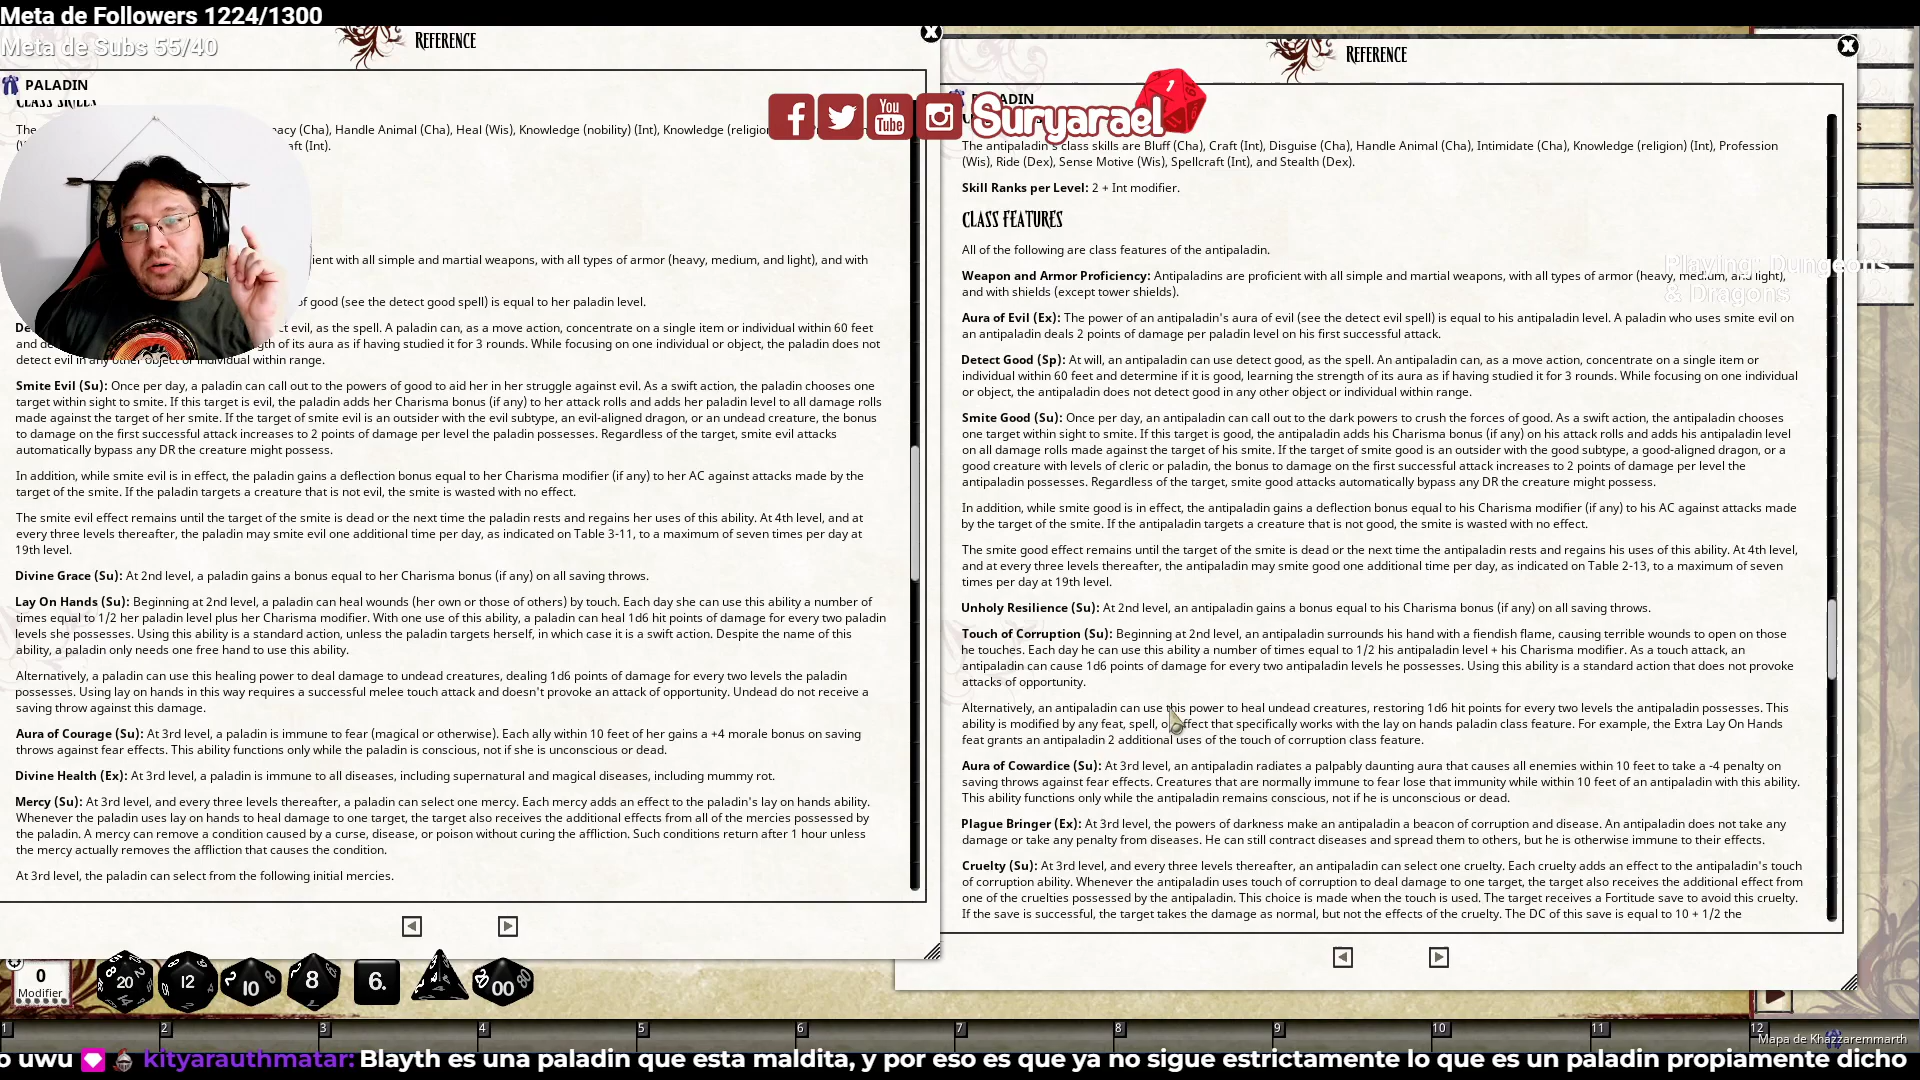 Meta de Followers 1224/1300
Meta de Subs 55/40
REFERENCE
PALADIN
CLASS SKILLS
The
acy (Cha), Handle Animal (Cha), Heal (Wis), Knowledge (nobility) (Int), Knowledge (religion
aft (Int).
ient with all simple and martial weapons, with all types of armor (heavy, medium, and light), and with
of good (see the detect good spell) is equal to her paladin level.
ct evil, as the spell. A paladin can, as a move action, concentrate on a single item or individual within 60 feet
and de
gth of its aura as if having studied it for 3 rounds. While focusing on one individual or object, the paladin does not
detect evil in any other object or individual within range.
Smite Evil (Su): Once per day, a paladin can call out to the powers of good to aid her in her struggle against evil. As a swift action, the paladin chooses one
target within sight to smite. If this target is evil, the paladin adds her Charisma bonus (if any) to her attack rolls and adds her paladin level to all damage rolls
made against the target of her smite. If the target of smite evil is an outsider with the evil subtype, an evil-aligned dragon, or an undead creature, the bonus
to damage on the first successful attack increases to 2 points of damage per level the paladin possesses. Regardless of the target, smite evil attacks
automatically bypass any DR the creature might possess.
In addition, while smite evil is in effect, the paladin gains a deflection bonus equal to her Charisma modifier (if any) to her AC against attacks made by the
target of the smite. If the paladin targets a creature that is not evil, the smite is wasted with no effect.
The smite evil effect remains until the target of the smite is dead or the next time the paladin rests and regains her uses of this ability. At 4th level, and at
every three levels thereafter, the paladin may smite evil one additional time per day, as indicated on Table 3-11, to a maximum of seven times per day at
19th level.
Divine Grace (Su): At 2nd level, a paladin gains a bonus equal to her Charisma bonus (if any) on all saving throws.
Lay On Hands (Su): Beginning at 2nd level, a paladin can heal wounds (her own or those of others) by touch. Each day she can use this ability a number of
times equal to 1/2 her paladin level plus her Charisma modifier. With one use of this ability, a paladin can heal 1d6 hit points of damage for every two paladin
levels she possesses. Using this ability is a standard action, unless the paladin targets herself, in which case it is a swift action. Despite the name of this
ability, a paladin only needs one free hand to use this ability.
Alternatively, a paladin can use this healing power to deal damage to undead creatures, dealing 1d6 points of damage for every two levels the paladin
possesses. Using lay on hands in this way requires a successful melee touch attack and doesn't provoke an attack of opportunity. Undead do not receive a
saving throw against this damage.
Aura of Courage (Su): At 3rd level, a paladin is immune to fear (magical or otherwise). Each ally within 10 feet of her gains a +4 morale bonus on saving
throws against fear effects. This ability functions only while the paladin is conscious, not if she is unconscious or dead.
Divine Health (Ex): At 3rd level, a paladin is immune to all diseases, including supernatural and magical diseases, including mummy rot.
Mercy (Su): At 3rd level, and every three levels thereafter, a paladin can select one mercy. Each mercy adds an effect to the paladin's lay on hands ability.
Whenever the paladin uses lay on hands to heal damage to one target, the target also receives the additional effects from all of the mercies possessed by
the paladin. A mercy can remove a condition caused by a curse, disease, or poison without curing the affliction. Such conditions return after 1 hour unless
the mercy actually removes the affliction that causes the condition.
At 3rd level, the paladin can select from the following initial mercies.
REFERENCE
You
Tube
Suryarael
The antipaladin's class skills are Bluff (Cha), Craft (Int), Disguise (Cha), Handle Animal (Cha), Intimidate (Cha), Knowledge (religion) (Int), Profession
(Wis), Ride (Dex), Sense Motive (Wis), Spellcraft (Int), and Stealth (Dex).
Skill Ranks per Level: 2 + Int modifier.
CLASS FEATURES
All of the following are class features of the antipaladin.
Weapon and Armor Proficiency: Antipaladins are proficient with all simple and martial weapons, with all types of armor (heavy, medium, and light),
and with shields (except tower shields).
Playing: Dungeons
& Dragons
Aura of Evil (Ex): The power of an antipaladin's aura of evil (see the detect evil spell) is equal to his antipaladin level. A paladin who uses smite evil on
an antipaladin deals 2 points of damage per paladin level on his first successful attack.
Detect Good (Sp): At will, an antipaladin can use detect good, as the spell. An antipaladin can, as a move action, concentrate on a single item or
individual within 60 feet and determine if it is good, learning the strength of its aura as if having studied it for 3 rounds. While focusing on one individual
or object, the antipaladin does not detect good in any other object or individual within range.
Smite Good (Su): Once per day, an antipaladin can call out to the dark powers to crush the forces of good. As a swift action, the antipaladin chooses
one target within sight to smite. If this target is good, the antipaladin adds his Charisma bonus (if any) on his attack rolls and adds his antipaladin level
on all damage rolls made against the target of his smite. If the target of smite good is an outsider with the good subtype, a good-aligned dragon, or a
good creature with levels of cleric or paladin, the bonus to damage on the first successful attack increases to 2 points of damage per level the
antipaladin possesses. Regardless of the target, smite good attacks automatically bypass any DR the creature might possess.
In addition, while smite good is in effect, the antipaladin gains a deflection bonus equal to his Charisma modifier (if any) to his AC against attacks made
by the target of the smite. If the antipaladin targets a creature that is not good, the smite is wasted with no effect.
The smite good effect remains until the target of the smite is dead or the next time the antipaladin rests and regains his uses of this ability. At 4th level,
and at every three levels thereafter, the antipaladin may smite good one additional time per day, as indicated on Table 2-13, to a maximum of seven
times per day at 19th level.
Unholy Resilience (Su): At 2nd level, an antipaladin gains a bonus equal to his Charisma bonus (if any) on all saving throws.
Touch of Corruption (Su): Beginning at 2nd level, an antipaladin surrounds his hand with a fiendish flame, causing terrible wounds to open on those
he touches. Each day he can use this ability a number of times equal to 1/2 his antipaladin level + his Charisma modifier. As a touch attack, an
antipaladin can cause 1d6 points of damage for every two antipaladin levels he possesses. Using this ability is a standard action that does not provoke
attacks of opportunity.
Alternatively, an antipaladin can use this power to heal undead creatures, restoring 1d6 hit points for every two levels the antipaladin possesses. This
ability is modified by any feat, spell, or effect that specifically works with the lay on hands paladin class feature. For example, the Extra Lay On Hands
feat grants an antipaladin 2 additional uses of the touch of corruption class feature.
Aura of Cowardice (Su): At 3rd level, an antipaladin radiates a palpably daunting aura that causes all enemies within 10 feet to take a -4 penalty on
saving throws against fear effects. Creatures that are normally immune to fear lose that immunity while within 10 feet of an antipaladin with this ability.
This ability functions only while the antipaladin remains conscious, not if he is unconscious or dead.
Plague Bringer (Ex): At 3rd level, the powers of darkness make an antipaladin a beacon of corruption and disease. An antipaladin does not take any
damage or take any penalty from diseases. He can still contract diseases and spread them to others, but he is otherwise immune to their effects.
Cruelty (Su): At 3rd level, and every three levels thereafter, an antipaladin can select one cruelty. Each cruelty adds an effect to the antipaladin's touch
of corruption ability. Whenever the antipaladin uses touch of corruption to deal damage to one target, the target also receives the additional effect from
one of the cruelties possessed by the antipaladin. This choice is made when the touch is used. The target receives a Fortitude save to avoid this cruelty.
If the save is successful, the target takes the damage as normal, but not the effects of the cruelty. The DC of this save is equal to 10 + 1/2 the
0
Modifier
20 12 10 8 6. 00
1 2 3 4 5 6 7 8 9 10 11 12
Mapa de Khazzaremmarth
o uwu kityarauthmatar: Blayth es una paladin que esta maldita, y por eso es que ya no sigue estrictamente lo que es un paladin propiamente dicho